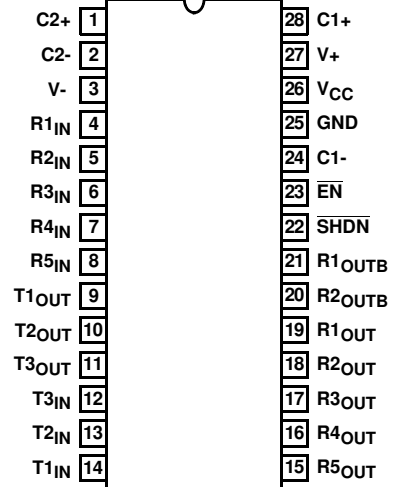 C2+ 1 28 C1+
C2- 2 27 V+
V- 3 26 VCC
R1IN 4 25 GND
R2IN 5 24 C1-
R3IN 6 23 E̅N̅
R4IN 7 22 S̅H̅D̅N̅
R5IN 8 21 R1OUTB
T1OUT 9 20 R2OUTB
T2OUT 10 19 R1OUT
T3OUT 11 18 R2OUT
T3IN 12 17 R3OUT
T2IN 13 16 R4OUT
T1IN 14 15 R5OUT